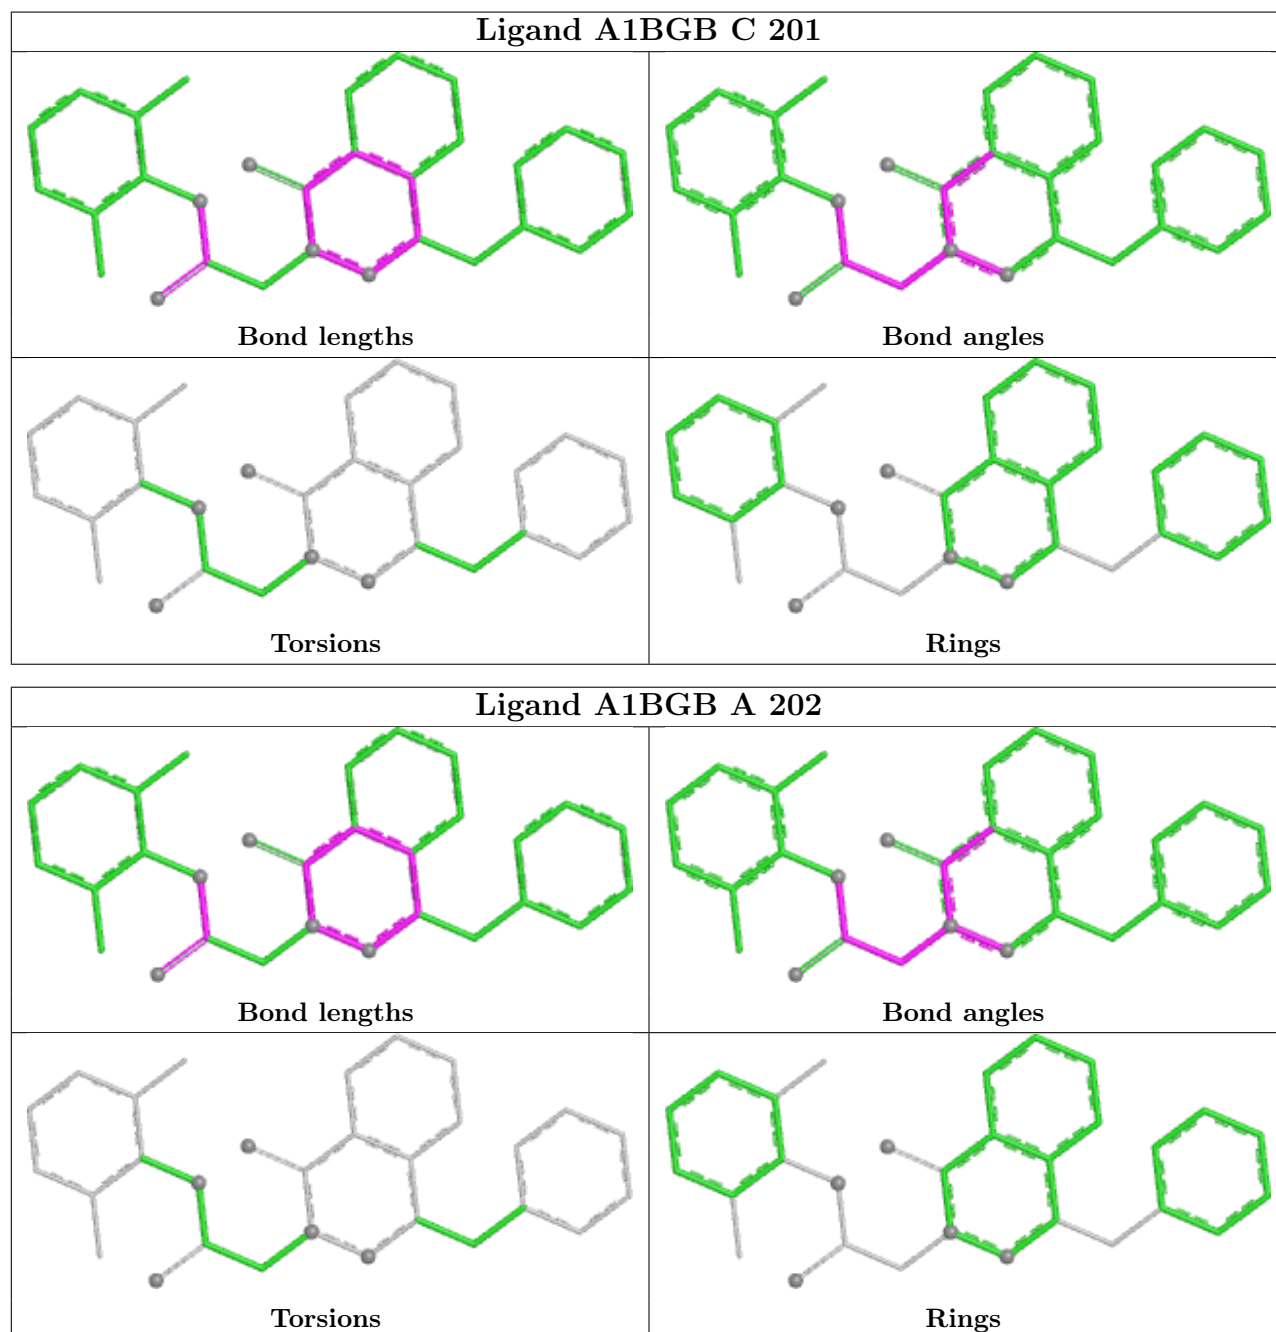 Ligand A1BGB C 201
Bond lengths
Bond angles
Torsions
Rings
Ligand A1BGB A 202
Bond lengths
Bond angles
Torsions
Rings